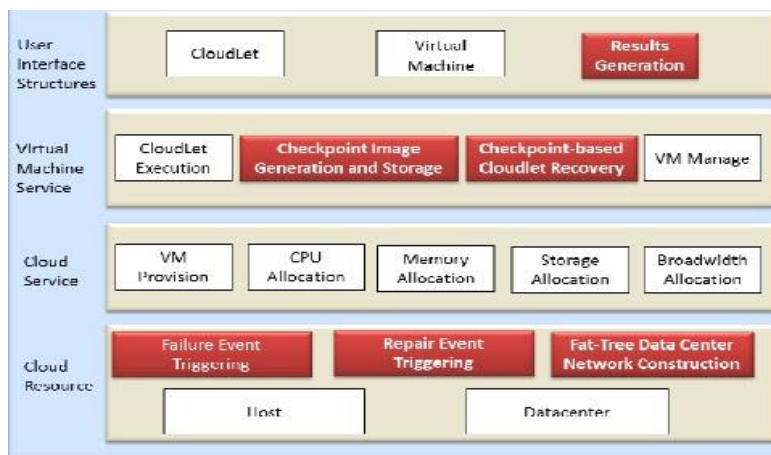 User
Interface
Structures
CloudLet
Virtual
Machine
Results
Generation
Virtual
Machine
Service
CloudLet
Execution
Checkpoint Image
Generation and Storage
Checkpoint-based
Cloudlet Recovery
VM Manage
Cloud
Service
VM
Provision
CPU
Allocation
Memory
Allocation
Storage
Allocation
Broadwidth
Allocation
Cloud
Resource
Failure Event
Triggering
Repair Event
Triggering
Fat-Tree Data Center
Network Construction
Host
Datacenter